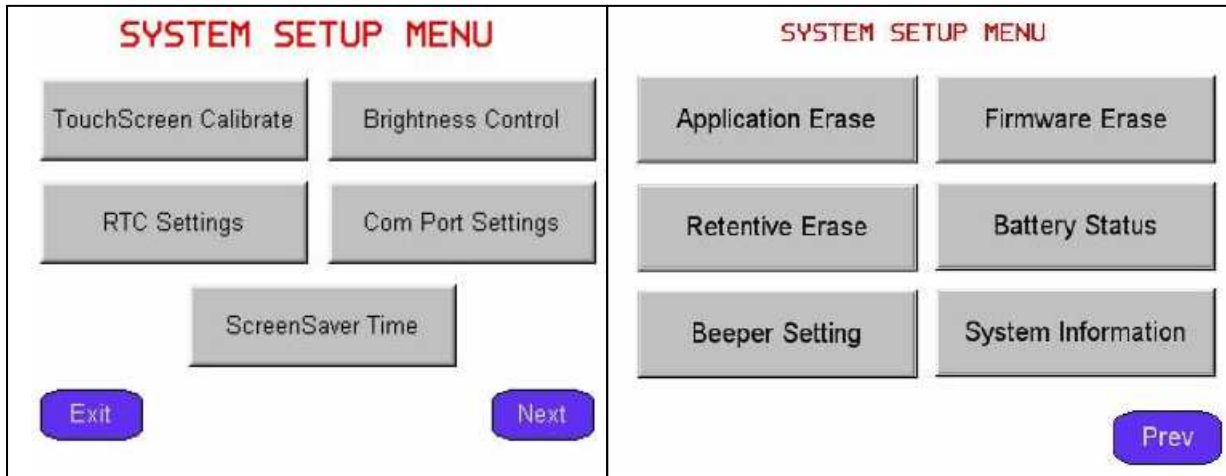 SYSTEM SETUP MENU
TouchScreen Calibrate
Brightness Control
RTC Settings
Com Port Settings
ScreenSaver Time
Exit
Next
SYSTEM SETUP MENU
Application Erase
Firmware Erase
Retentive Erase
Battery Status
Beeper Setting
System Information
Prev